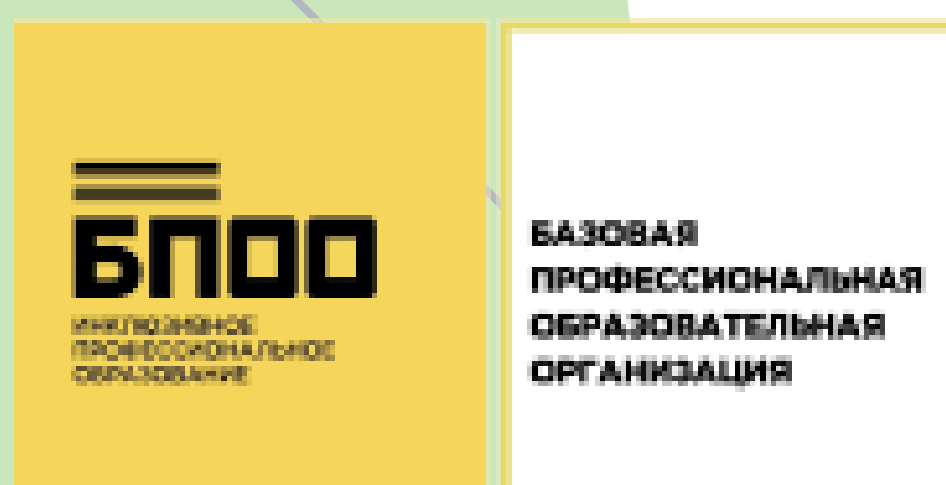 БПОО
ИНКЛЮЗИВНОЕ
ПРОФЕССИОНАЛЬНОЕ
ОБРАЗОВАНИЕ
БАЗОВАЯ
ПРОФЕССИОНАЛЬНАЯ
ОБРАЗОВАТЕЛЬНАЯ
ОРГАНИЗАЦИЯ